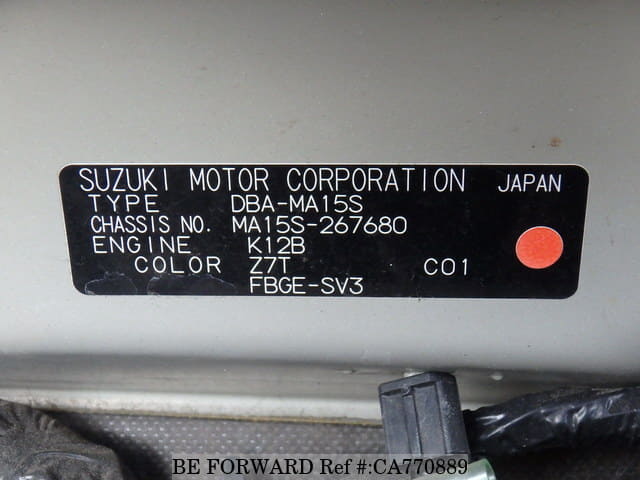 SUZUKI MOTOR CORPORATION JAPAN
TYPE DBA-MA15S
CHASSIS NO. MA15S-267680
ENGINE K12B
COLOR Z7T C01
FBGE-SV3
BE FORWARD Ref #:CA770889